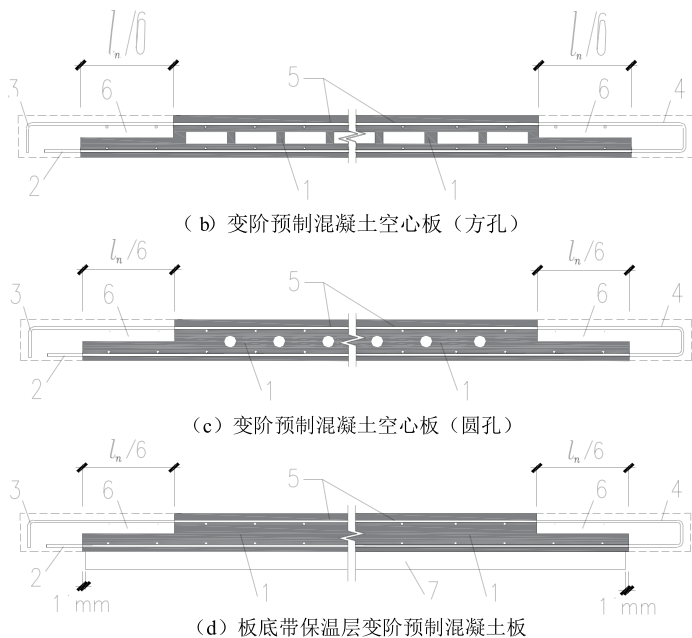 lₙ/6 lₙ/6
3 6 5 6 4
2 1 1
（b）变阶预制混凝土空心板（方孔）
lₙ/6 lₙ/6
3 6 5 6 4
2 1 1
（c）变阶预制混凝土空心板（圆孔）
lₙ/6 lₙ/6
3 6 5 6 4
2 1 7 1
1 mm 1 mm
（d）板底带保温层变阶预制混凝土板